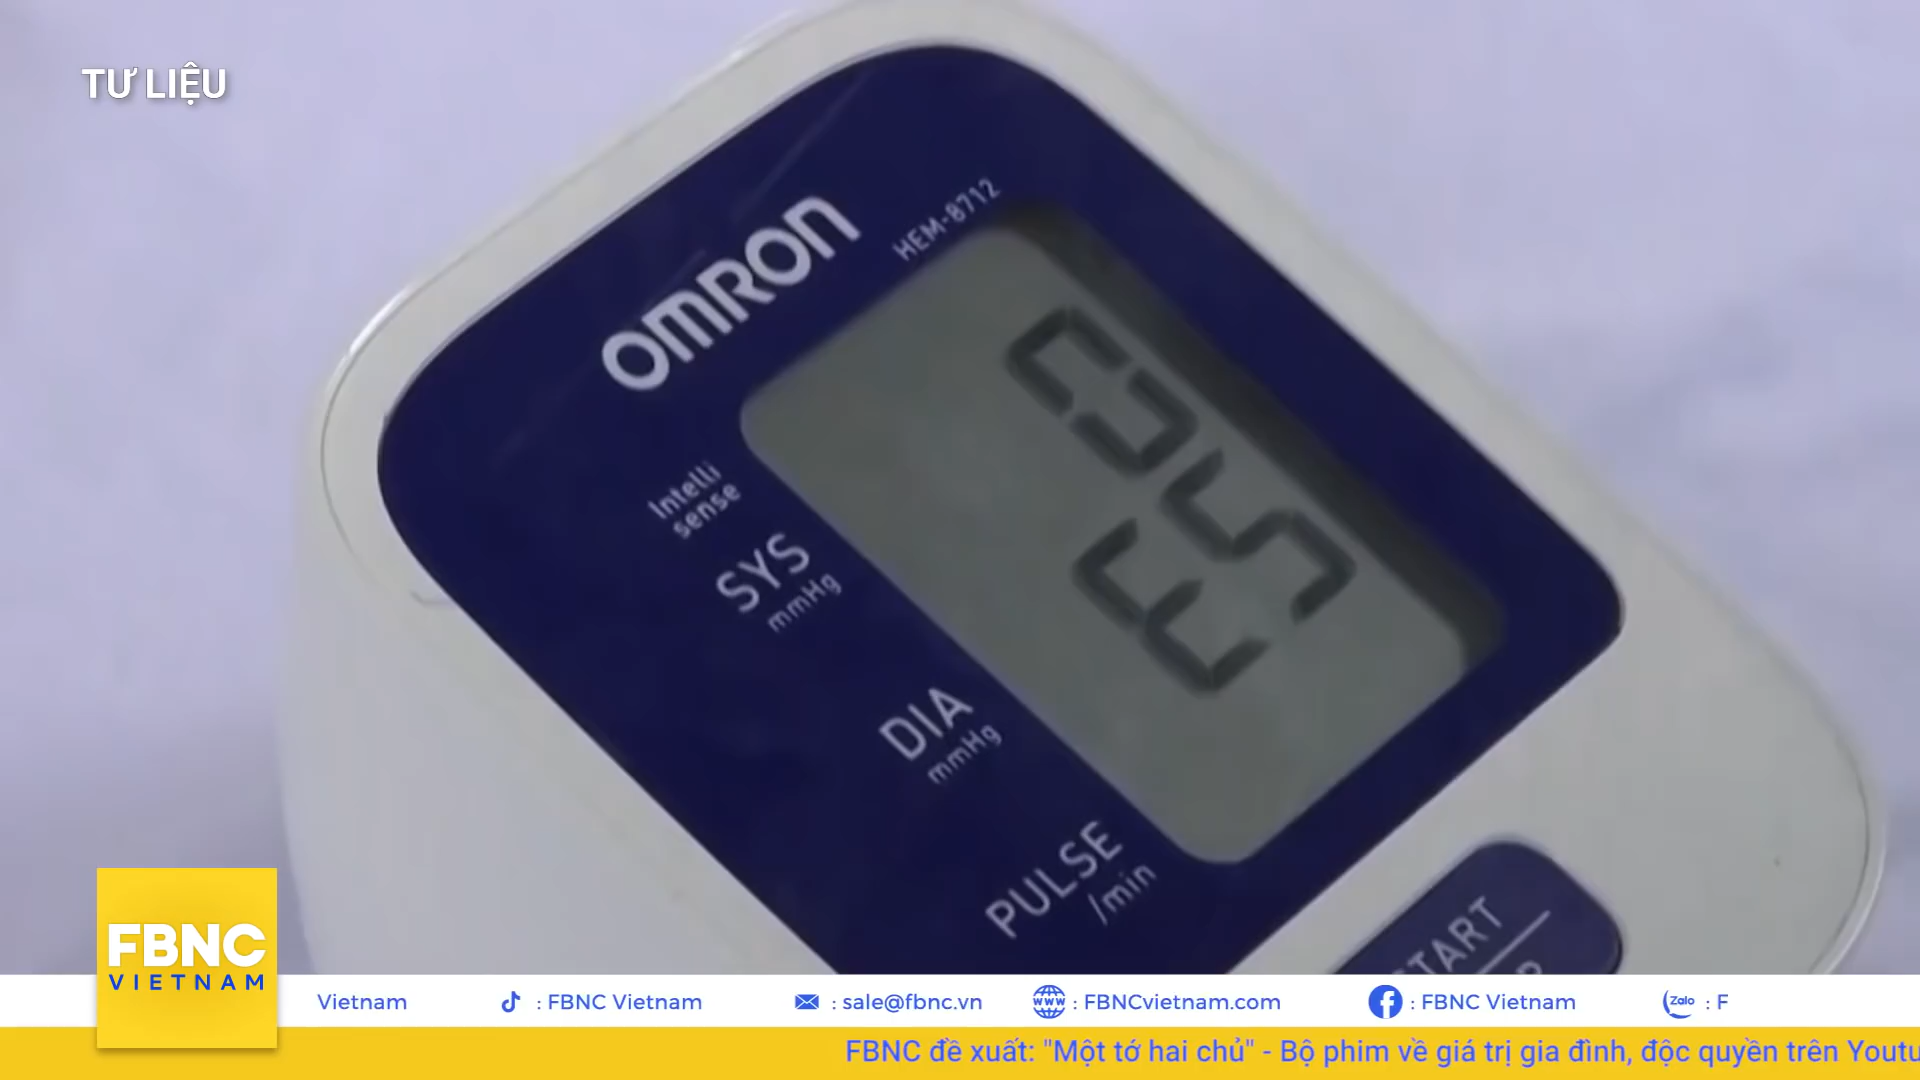 TƯ LIỆU
OMRON
HEM-8712
Intelli
sense
SYS
mmHg
DIA
mmHg
PULSE
/min
START
FBNC
VIETNAM
Vietnam : FBNC Vietnam : sale@fbnc.vn : FBNCvietnam.com : FBNC Vietnam Zalo : F
FBNC đề xuất: "Một tớ hai chủ" - Bộ phim về giá trị gia đình, độc quyền trên Youtu